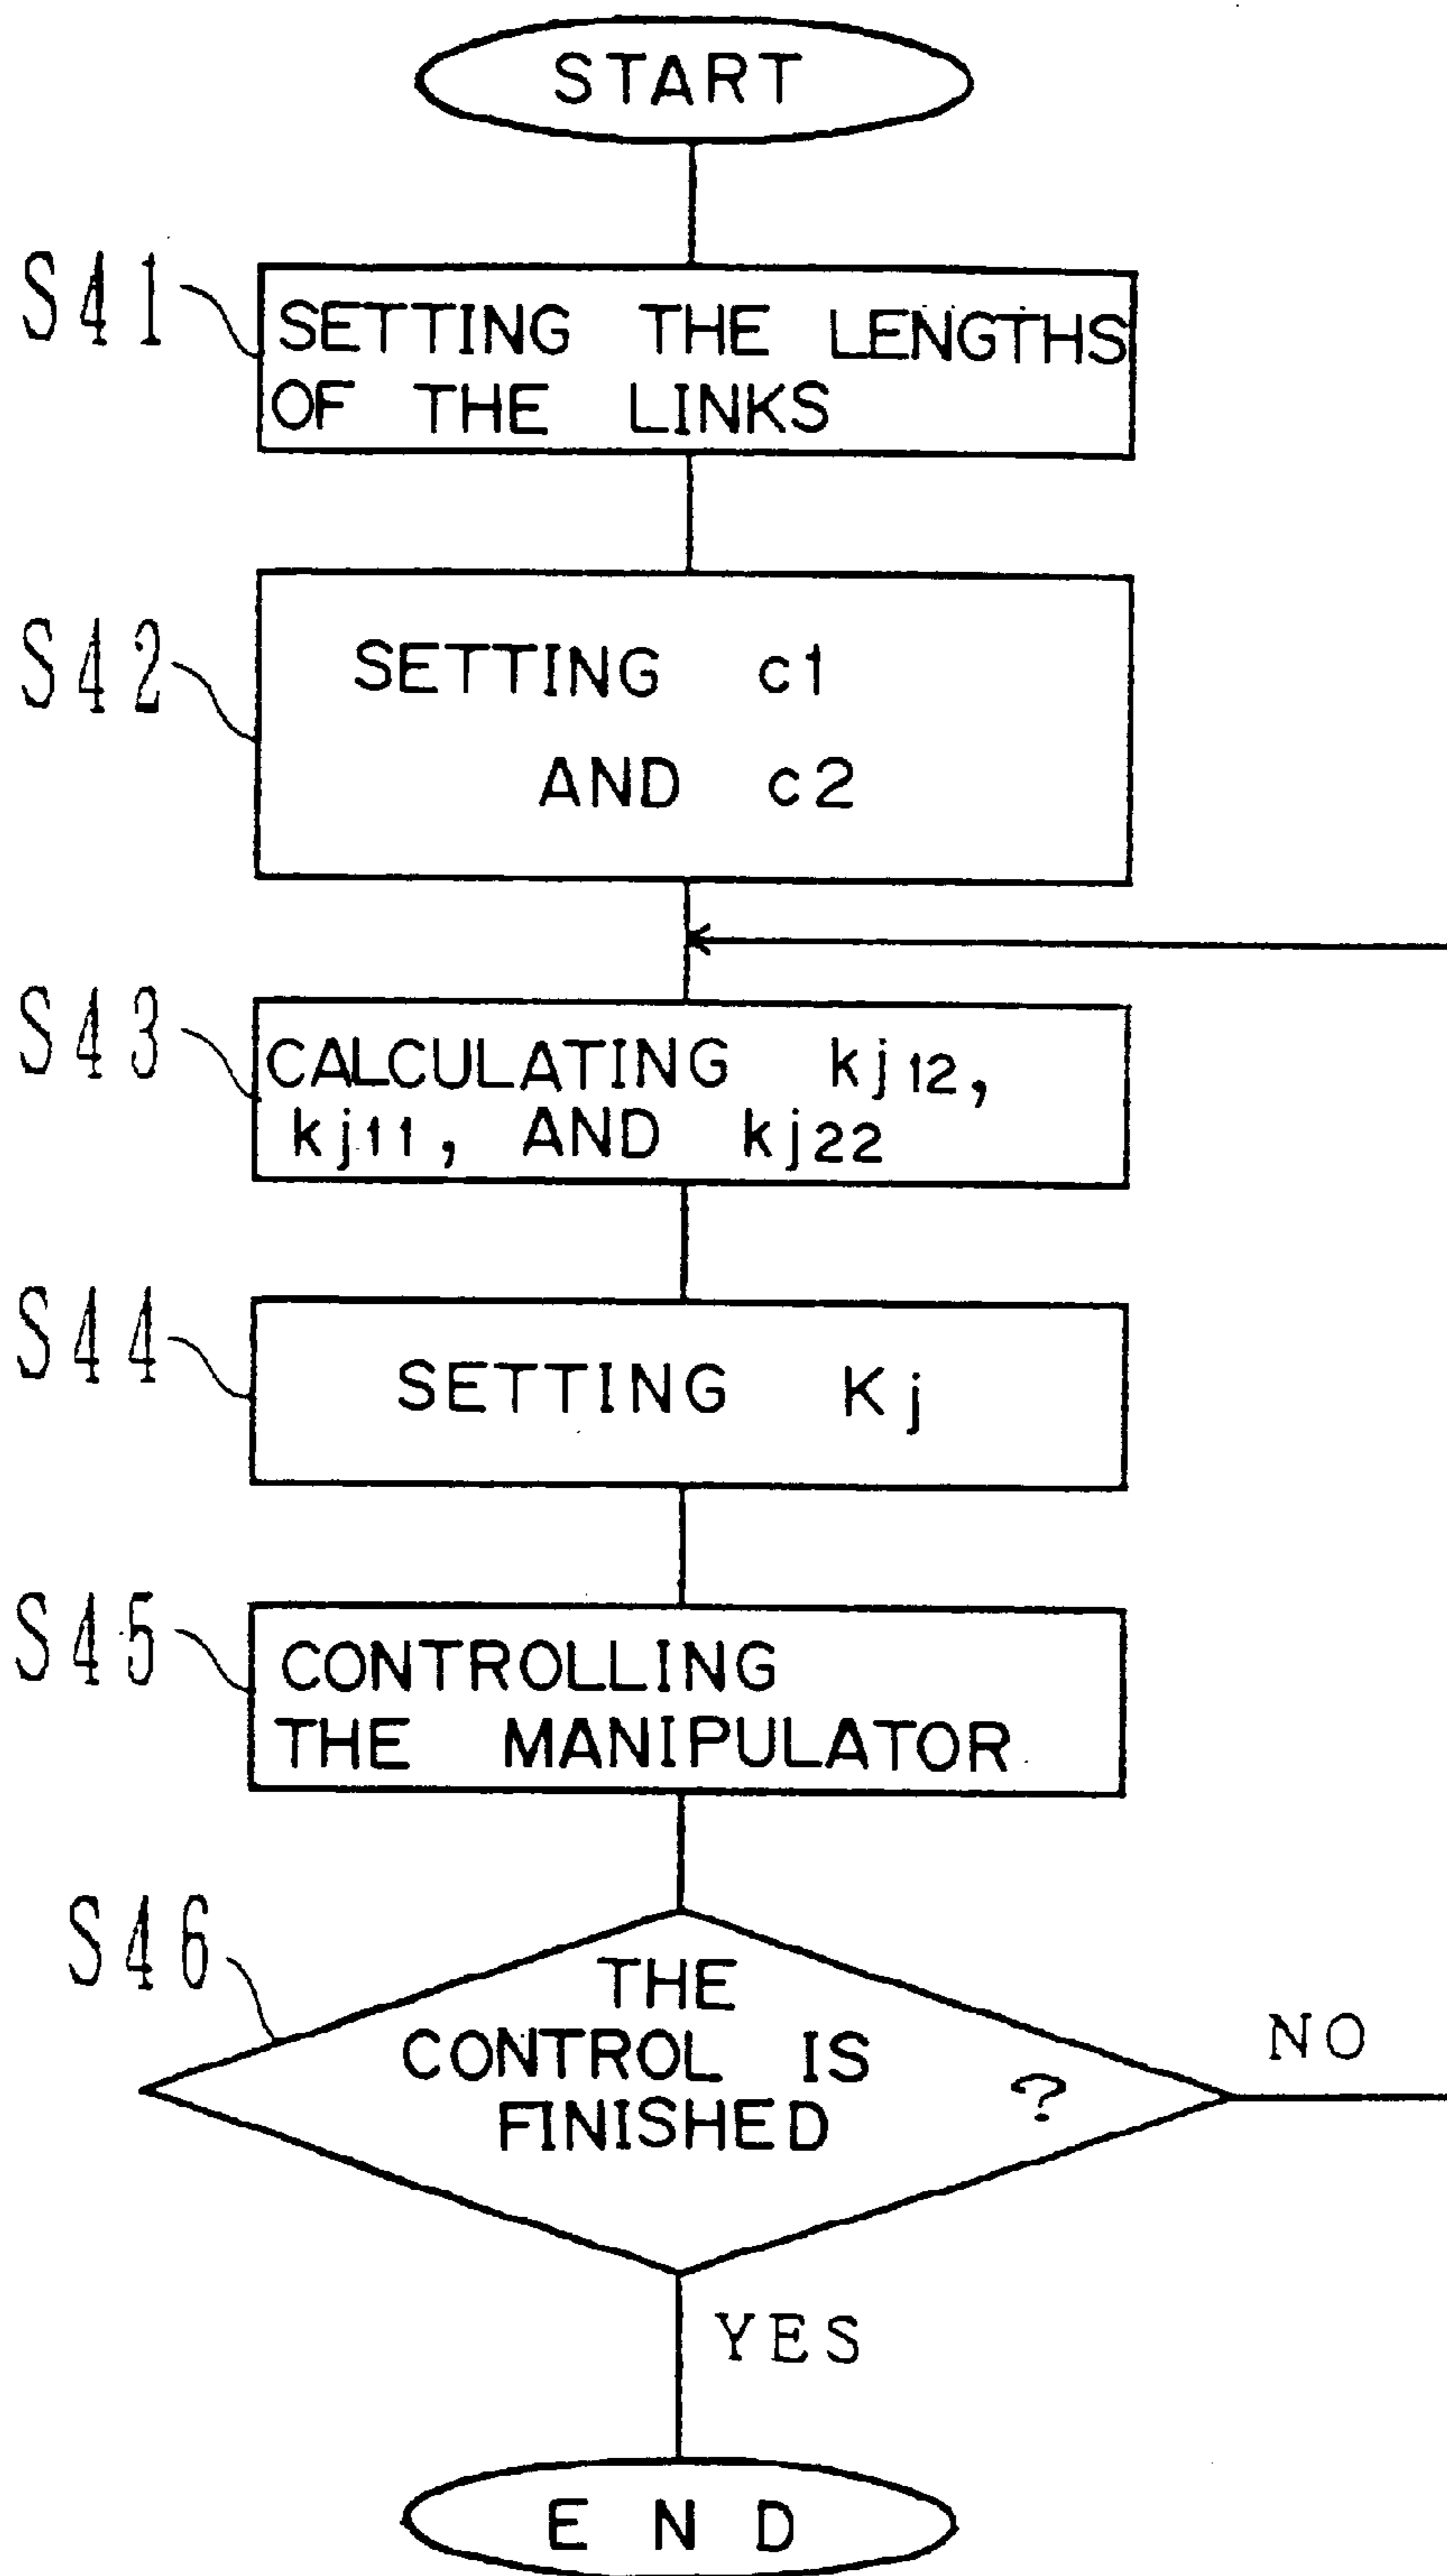 START
S41
SETTING THE LENGTHS
OF THE LINKS
S42
SETTING c1
AND c2
S43
CALCULATING kj12,
kj11, AND kj22
S44
SETTING Kj
S45
CONTROLLING
THE MANIPULATOR
S46
THE
CONTROL IS
FINISHED ?
NO
YES
END